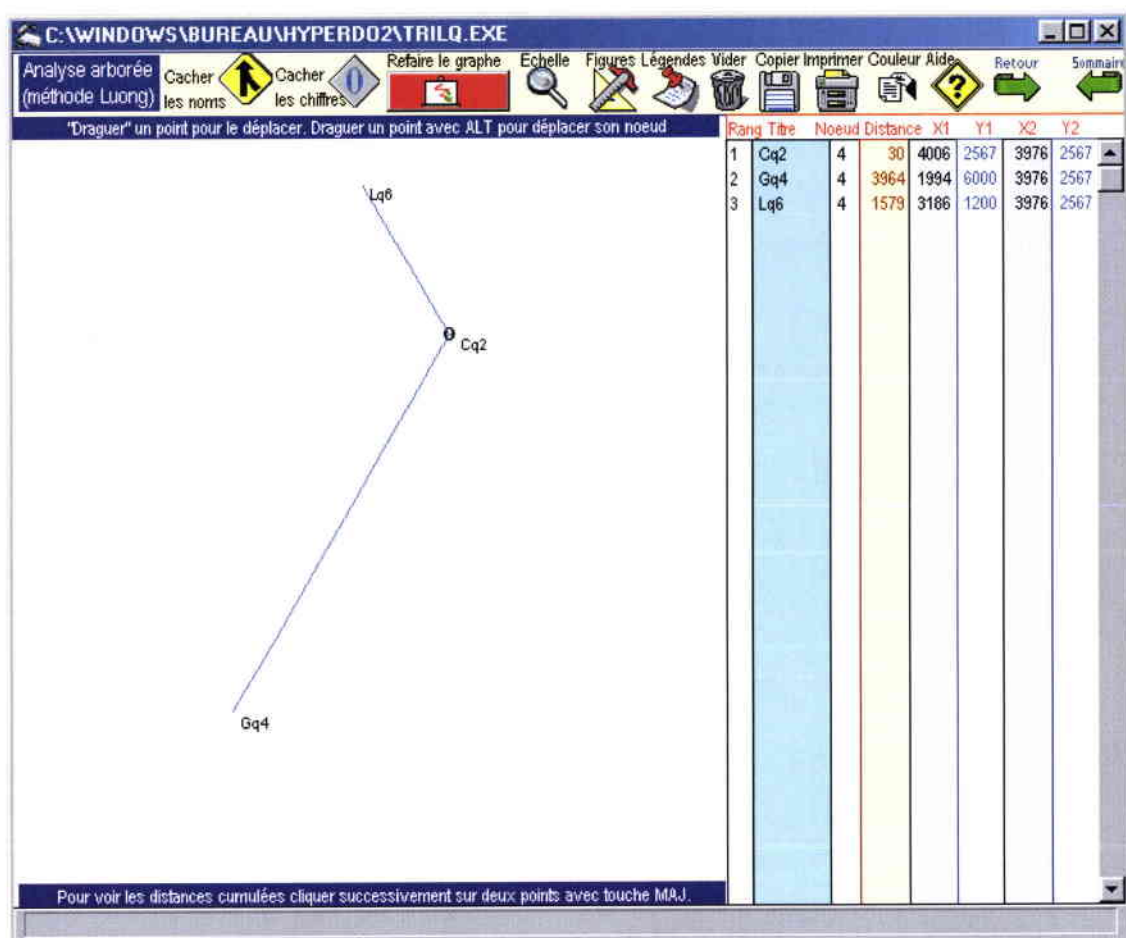 C:\WINDOWS\BUREAU\HYPERDO2\TRILQ.EXE
Analyse arborée
(méthode Luong)
Cacher
les noms
Cacher
les chiffres
0
Refaire le graphe
Echelle
Figures
Légendes
Vider
Copier
Imprimer
Couleur
Aide
?
Retour
Sommaire
"Draguer" un point pour le déplacer. Draguer un point avec ALT pour déplacer son noeud
Rang Titre Noeud Distance X1 Y1 X2 Y2
1 Cq2 4 30 4006 2567 3976 2567
2 Gq4 4 3964 1994 6000 3976 2567
3 Lq6 4 1579 3186 1200 3976 2567
Lq6
Cq2
Gq4
Pour voir les distances cumulées cliquer successivement sur deux points avec touche MAJ.